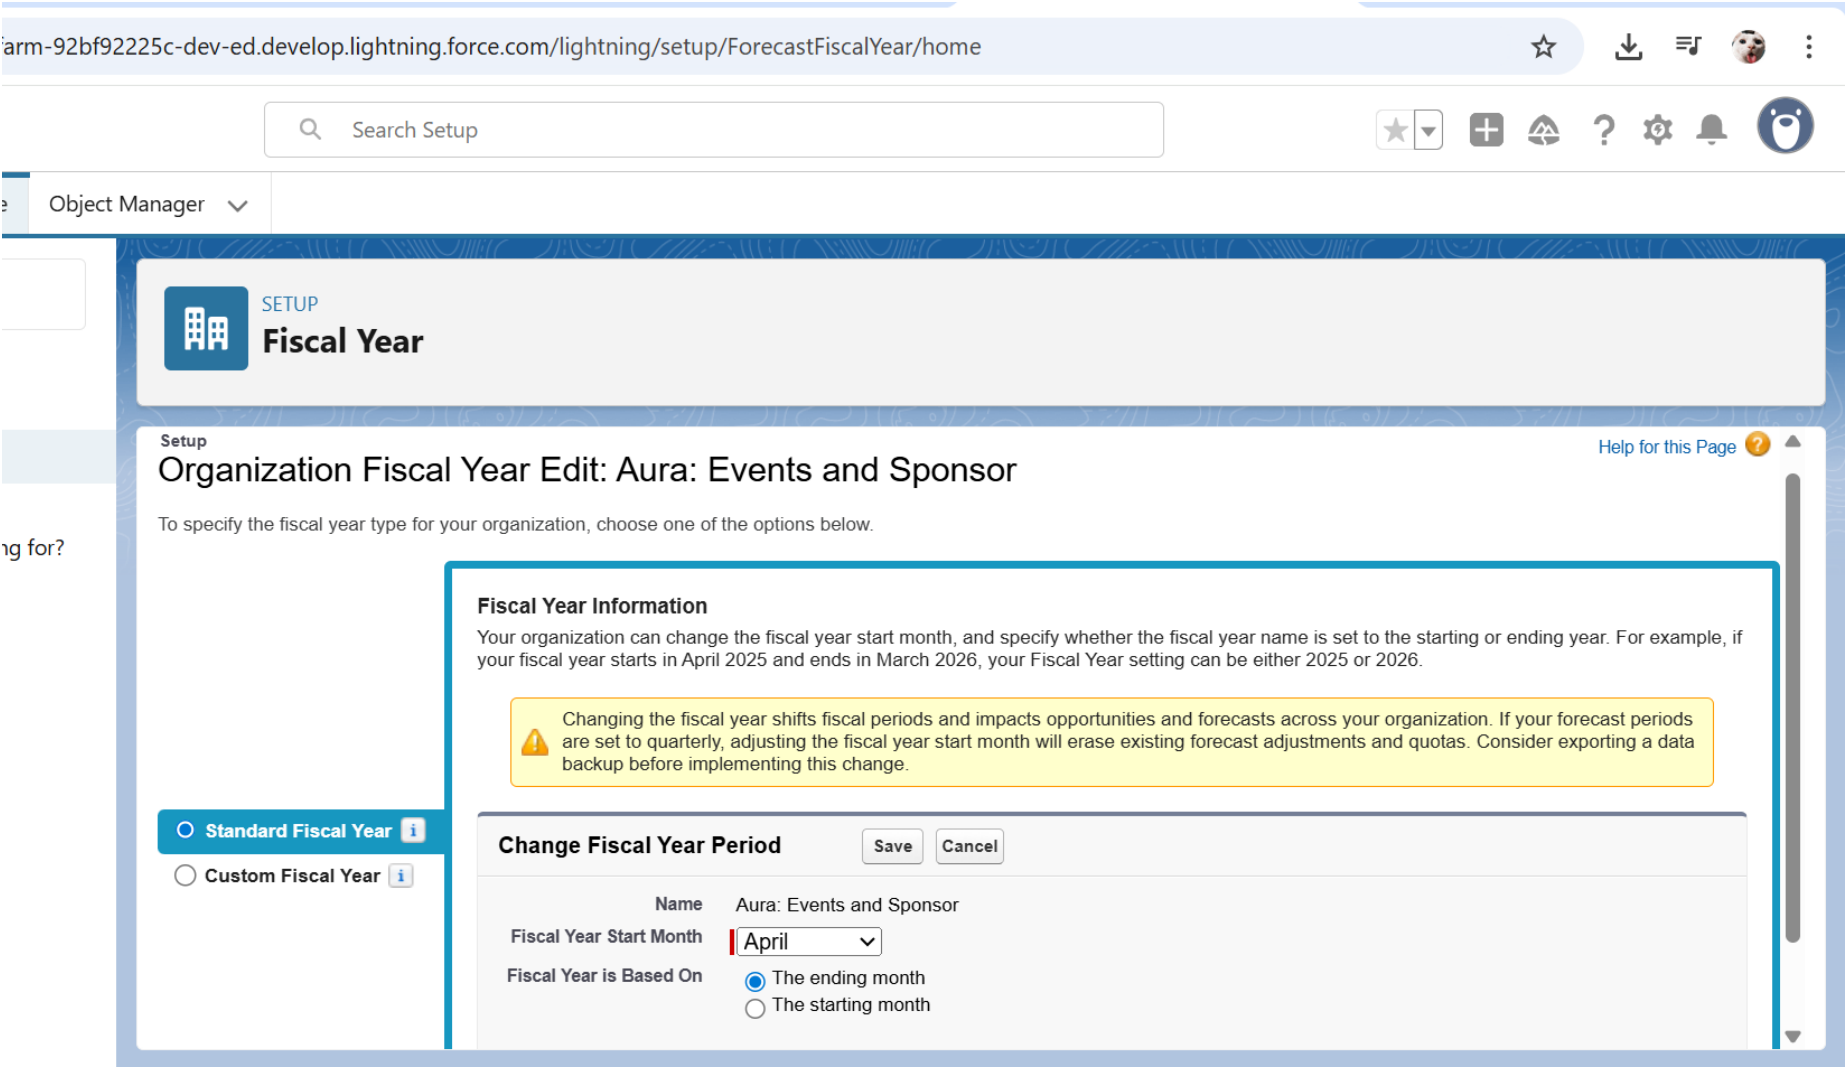 farm-92bf92225c-dev-ed.develop.lightning.force.com/lightning/setup/ForecastFiscalYear/home
Search Setup
Object Manager
SETUP
Fiscal Year
Setup
Help for this Page
Organization Fiscal Year Edit: Aura: Events and Sponsor
To specify the fiscal year type for your organization, choose one of the options below.
ng for?
Fiscal Year Information
Your organization can change the fiscal year start month, and specify whether the fiscal year name is set to the starting or ending year. For example, if
your fiscal year starts in April 2025 and ends in March 2026, your Fiscal Year setting can be either 2025 or 2026.
Changing the fiscal year shifts fiscal periods and impacts opportunities and forecasts across your organization. If your forecast periods
are set to quarterly, adjusting the fiscal year start month will erase existing forecast adjustments and quotas. Consider exporting a data
backup before implementing this change.
Standard Fiscal Year i
Custom Fiscal Year i
Change Fiscal Year Period Save Cancel
Name Aura: Events and Sponsor
Fiscal Year Start Month April
Fiscal Year is Based On The ending month
The starting month